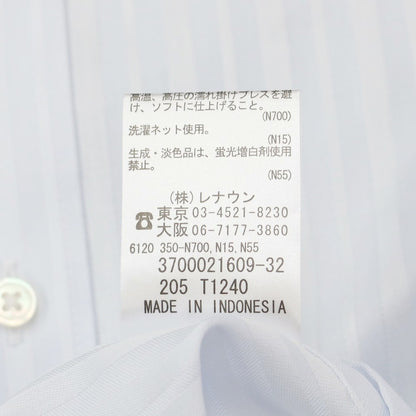 高温、高圧の濡れ掛けプレスを避
け、ソフトに仕上げること。
(N700)
洗濯ネット使用。
(N15)
生成・淡色品は、蛍光増白剤使用
禁止。
(N55)
(株)レナウン
☎東京 03-4521-8230
大阪 06-7177-3860
6120 350-N700,N15,N55
3700021609-32
205 T1240
MADE IN INDONESIA